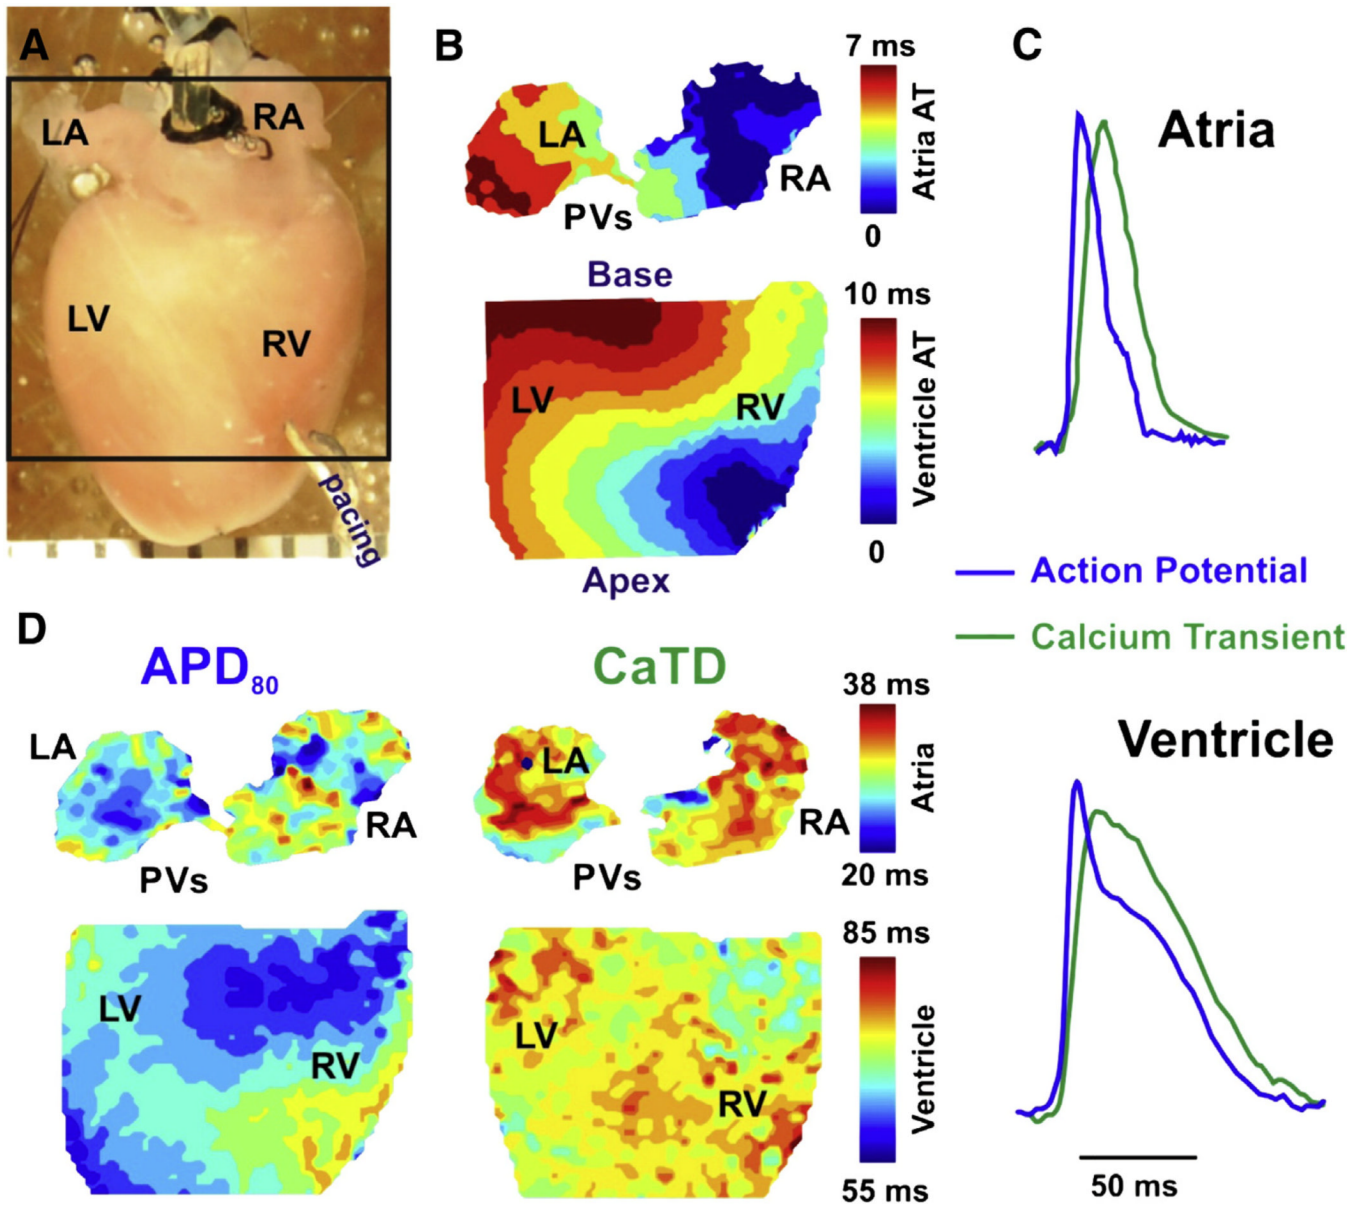 A
LA
RA
LV
RV
pacing
B
7 ms
Atria AT
0
LA
RA
PVs
Base
10 ms
Ventricle AT
0
LV
RV
Apex
C
Atria
Action Potential
Calcium Transient
Ventricle
50 ms
D
APD80
CaTD
38 ms
Atria
20 ms
LA
RA
PVs
LA
RA
PVs
85 ms
Ventricle
55 ms
LV
RV
LV
RV